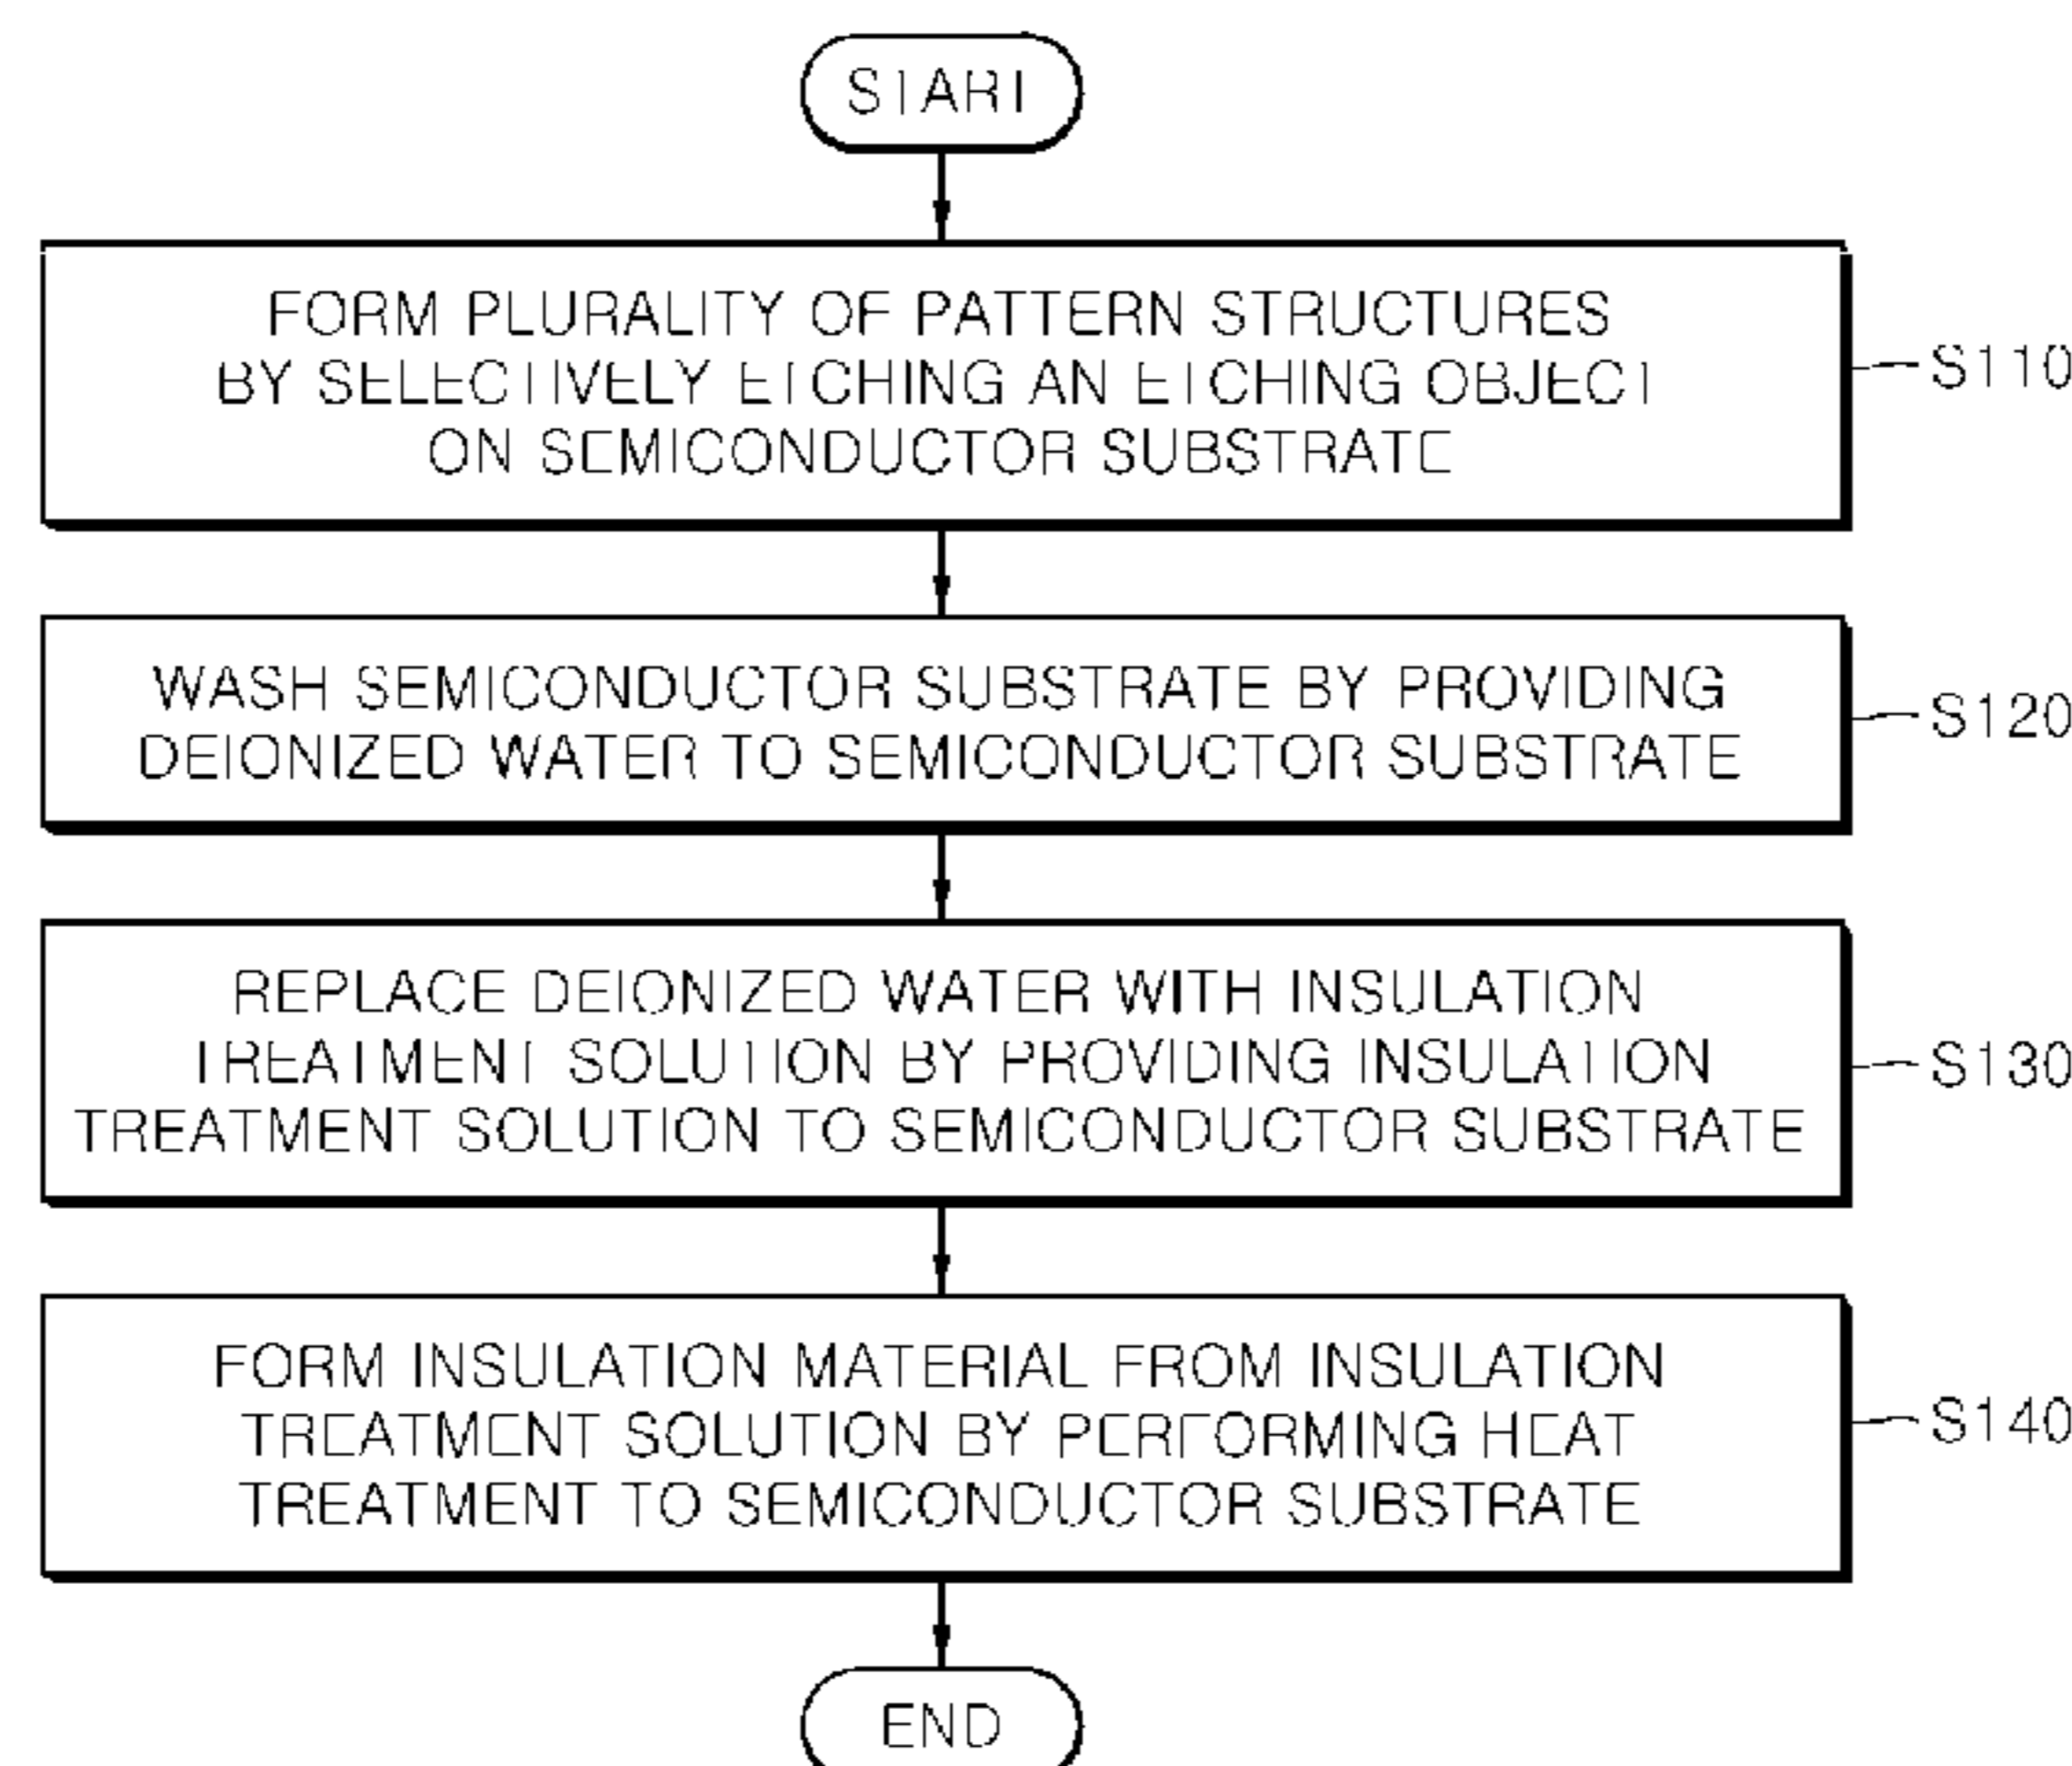 START
FORM PLURALITY OF PATTERN STRUCTURES
BY SELECTIVELY ETCHING AN ETCHING OBJECT
ON SEMICONDUCTOR SUBSTRATE
S110
WASH SEMICONDUCTOR SUBSTRATE BY PROVIDING
DEIONIZED WATER TO SEMICONDUCTOR SUBSTRATE
S120
REPLACE DEIONIZED WATER WITH INSULATION
TREATMENT SOLUTION BY PROVIDING INSULATION
TREATMENT SOLUTION TO SEMICONDUCTOR SUBSTRATE
S130
FORM INSULATION MATERIAL FROM INSULATION
TREATMENT SOLUTION BY PERFORMING HEAT
TREATMENT TO SEMICONDUCTOR SUBSTRATE
S140
END